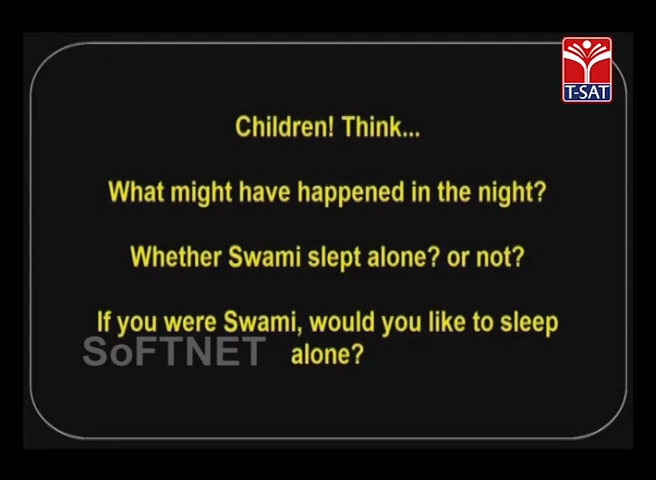 T-SAT
Children! Think...
What might have happened in the night?
Whether Swami slept alone? or not?
If you were Swami, would you like to sleep
alone?
SoFTNET